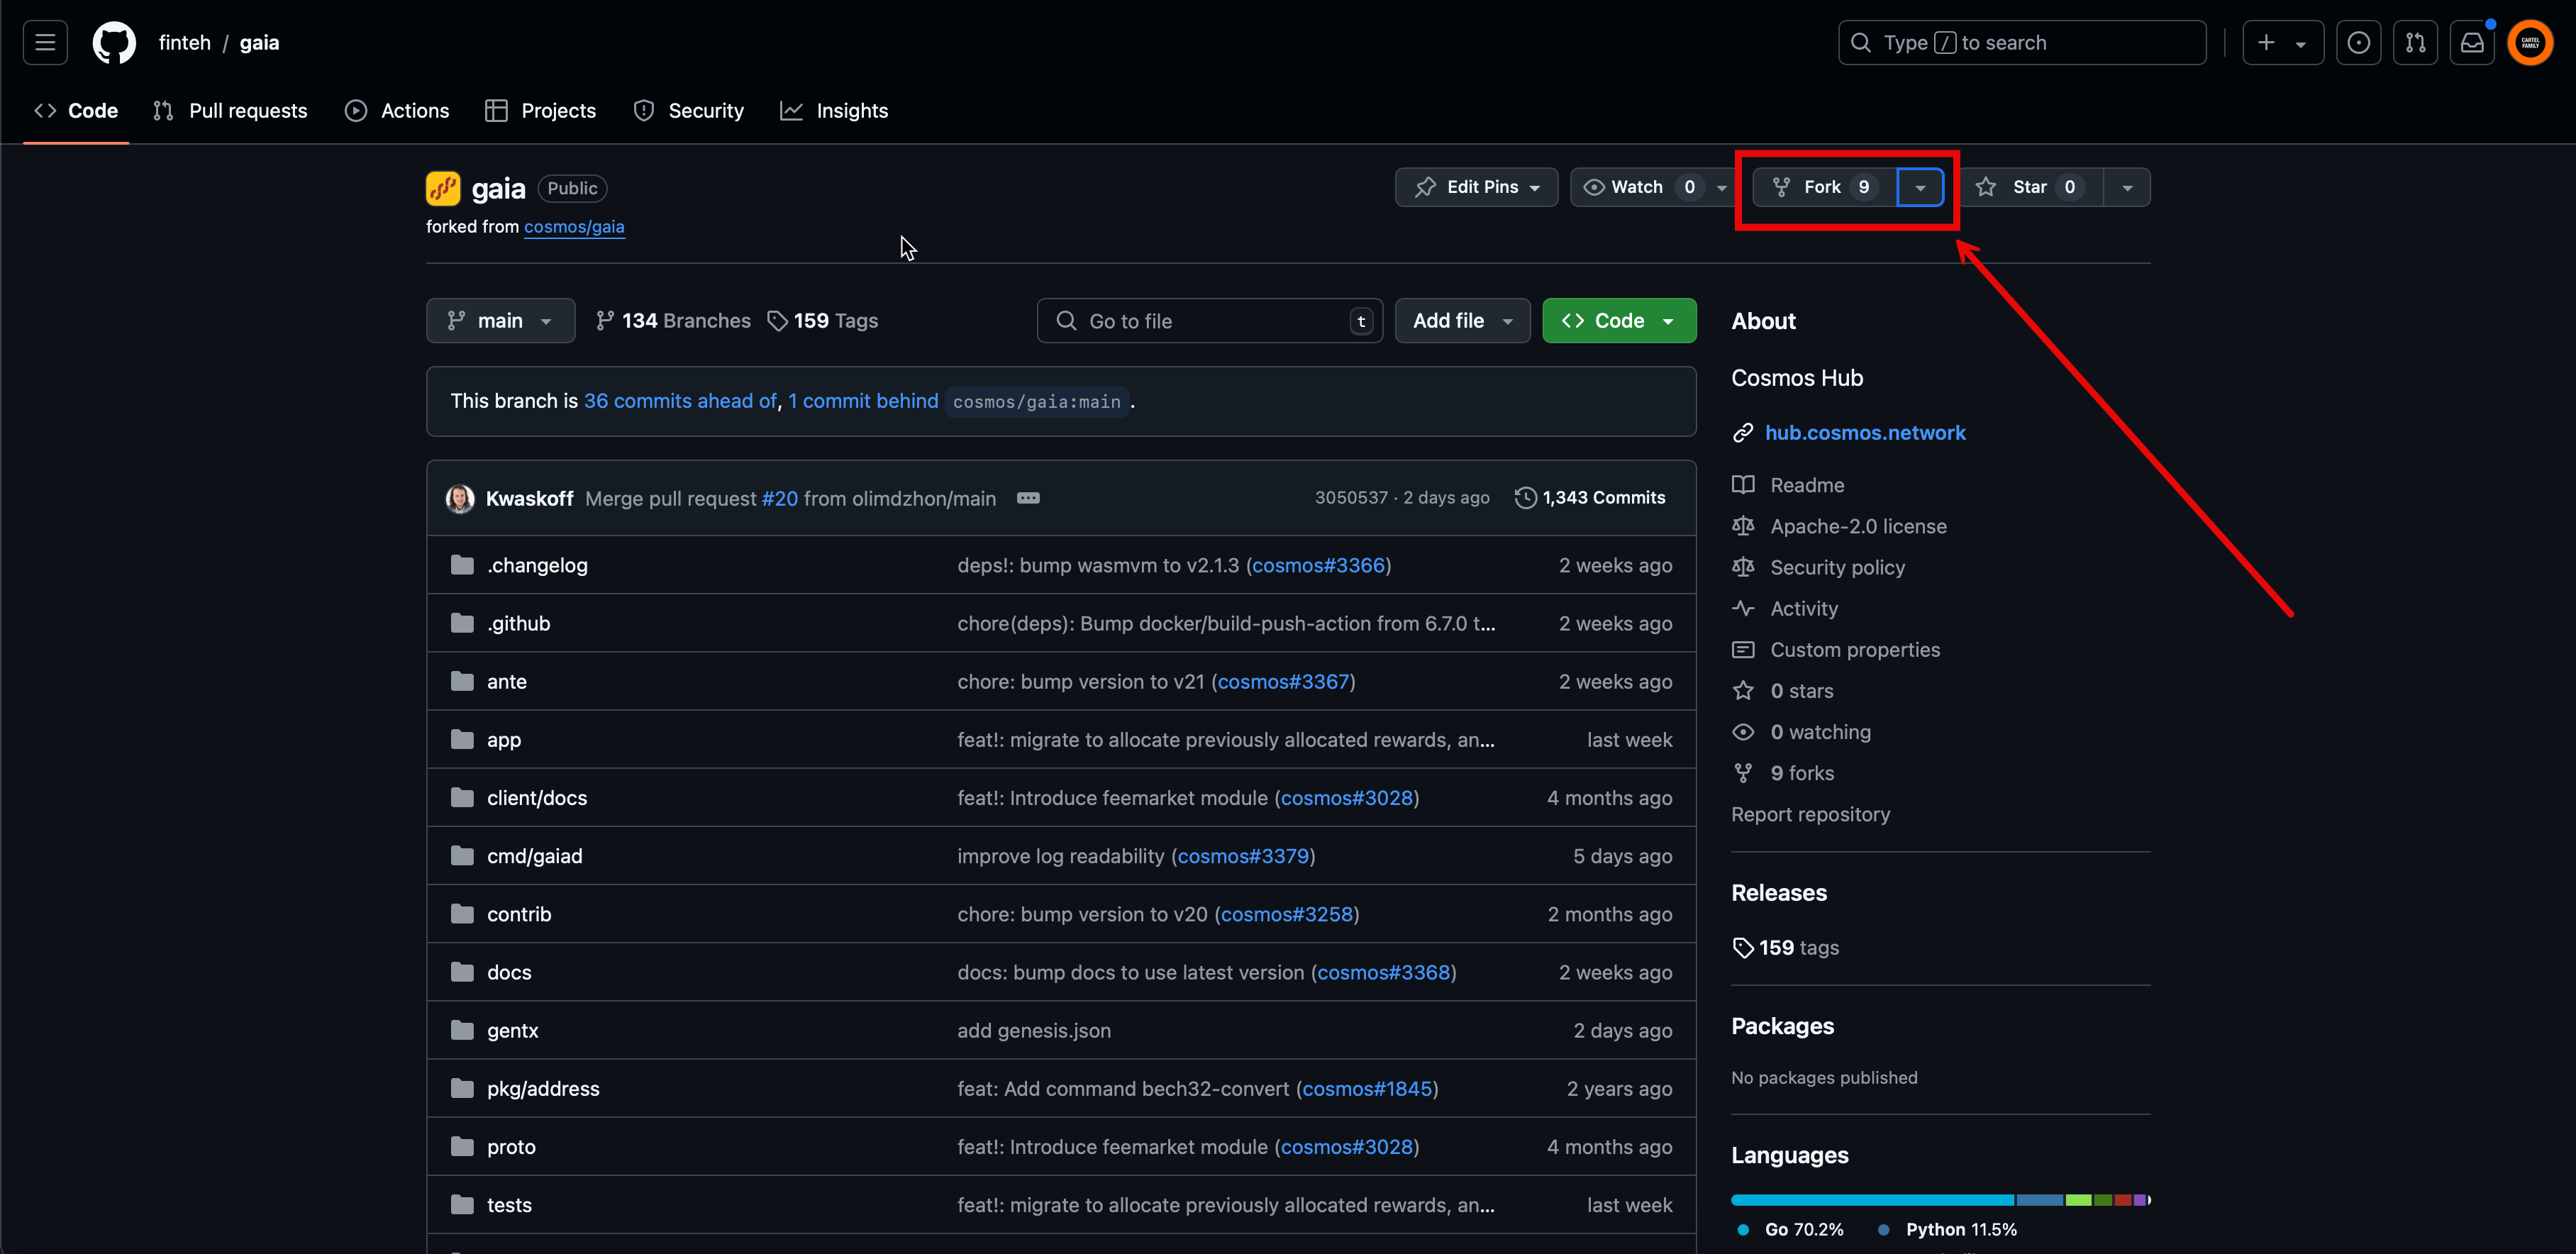 finteh / gaia
Type / to search
CARTEL FAMILY
Code Pull requests Actions Projects Security Insights
gaia Public
Edit Pins Watch 0 Fork 9 Star 0
forked from cosmos/gaia
main 134 Branches 159 Tags
Go to file t Add file Code
This branch is 36 commits ahead of, 1 commit behind cosmos/gaia:main .
Kwaskoff Merge pull request #20 from olimdzhon/main 3050537 · 2 days ago 1,343 Commits
.changelog deps!: bump wasmvm to v2.1.3 (cosmos#3366) 2 weeks ago
.github chore(deps): Bump docker/build-push-action from 6.7.0 t... 2 weeks ago
ante chore: bump version to v21 (cosmos#3367) 2 weeks ago
app feat!: migrate to allocate previously allocated rewards, an... last week
client/docs feat!: Introduce feemarket module (cosmos#3028) 4 months ago
cmd/gaiad improve log readability (cosmos#3379) 5 days ago
contrib chore: bump version to v20 (cosmos#3258) 2 months ago
docs docs: bump docs to use latest version (cosmos#3368) 2 weeks ago
gentx add genesis.json 2 days ago
pkg/address feat: Add command bech32-convert (cosmos#1845) 2 years ago
proto feat!: Introduce feemarket module (cosmos#3028) 4 months ago
tests feat!: migrate to allocate previously allocated rewards, an... last week
About
Cosmos Hub
hub.cosmos.network
Readme
Apache-2.0 license
Security policy
Activity
Custom properties
0 stars
0 watching
9 forks
Report repository
Releases
159 tags
Packages
No packages published
Languages
Go 70.2% Python 11.5%